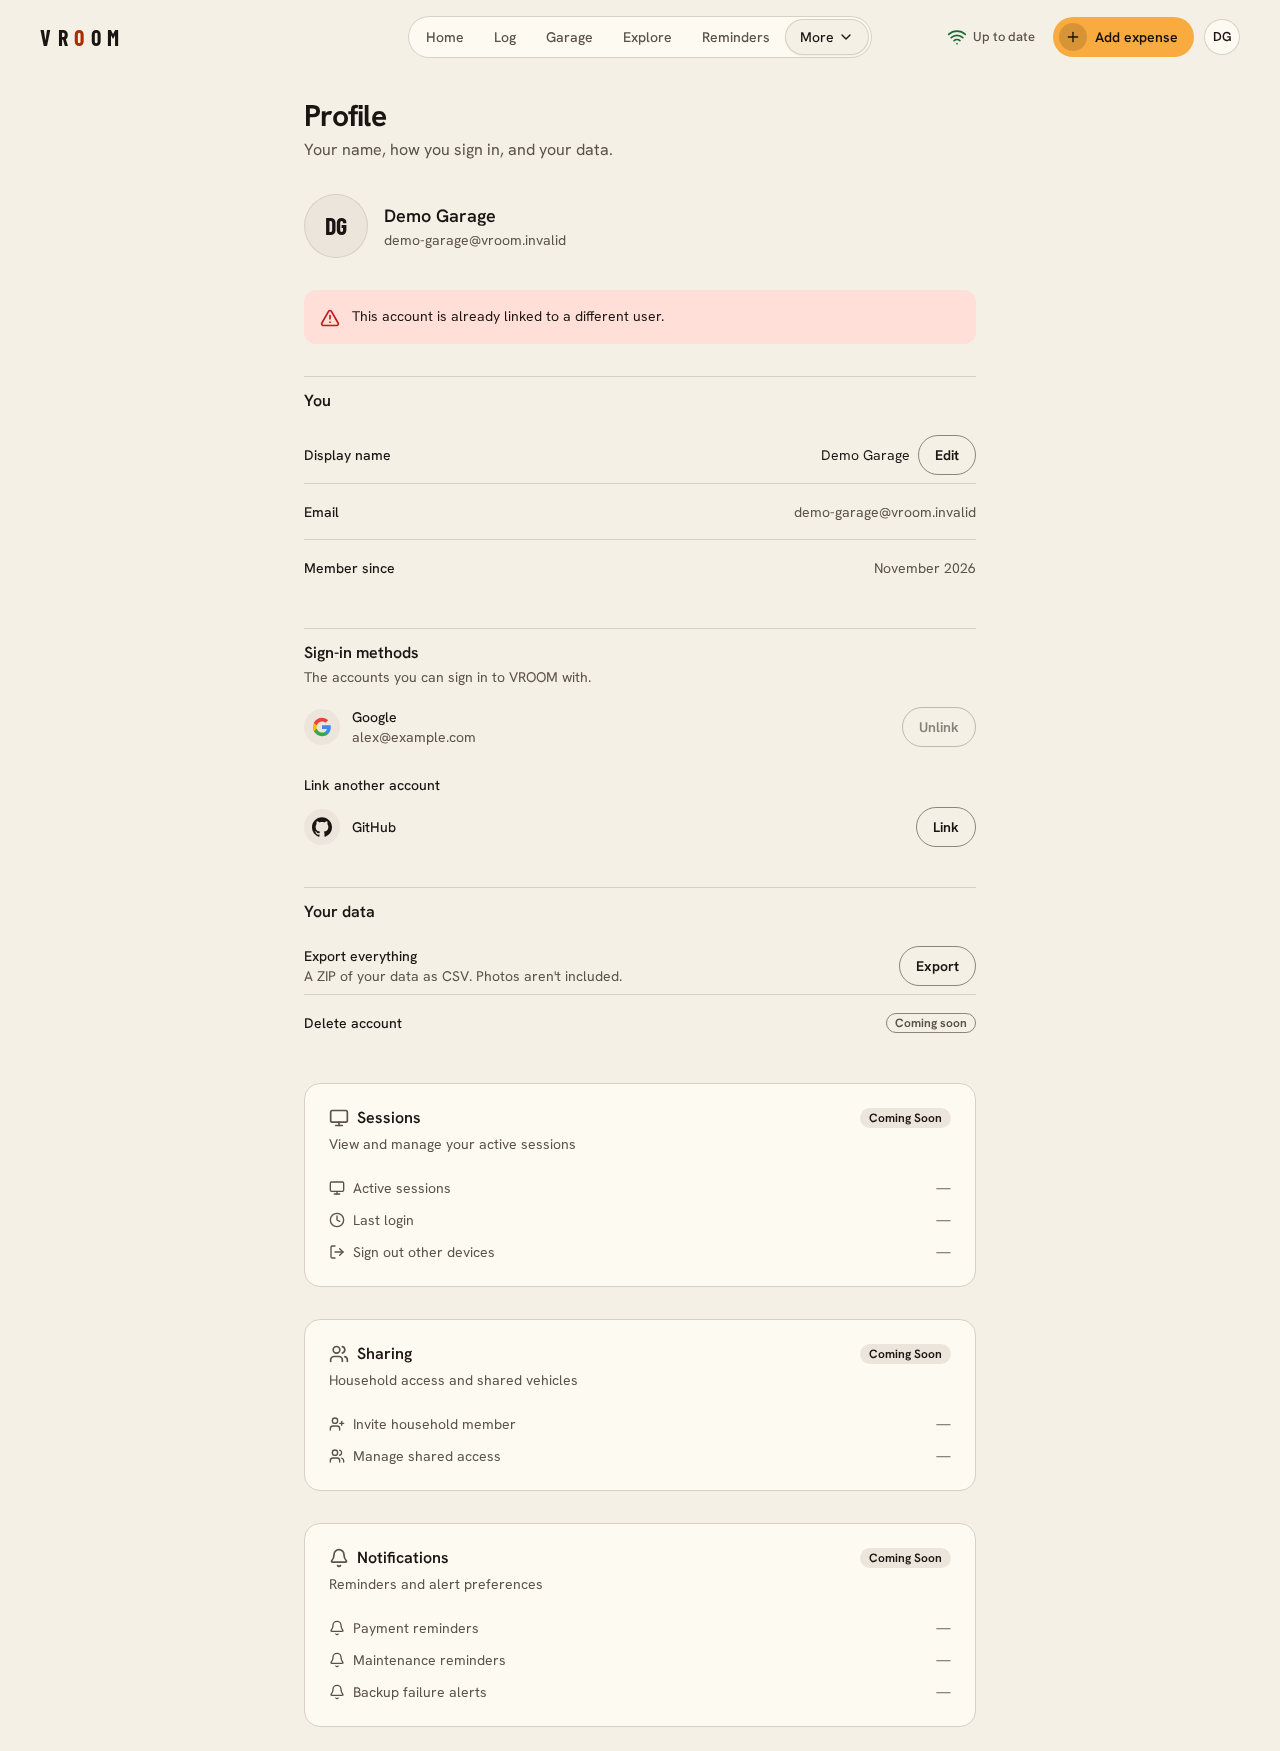 VROOM
Home Log Garage Explore Reminders More
Up to date
Add expense
DG
Profile
Your name, how you sign in, and your data.
DG
Demo Garage
demo-garage@vroom.invalid
This account is already linked to a different user.
You
Display name Demo Garage Edit
Email demo-garage@vroom.invalid
Member since November 2026
Sign-in methods
The accounts you can sign in to VROOM with.
Google
alex@example.com
Unlink
Link another account
GitHub Link
Your data
Export everything
A ZIP of your data as CSV. Photos aren't included.
Export
Delete account Coming soon
Sessions Coming Soon
View and manage your active sessions
Active sessions —
Last login —
Sign out other devices —
Sharing Coming Soon
Household access and shared vehicles
Invite household member —
Manage shared access —
Notifications Coming Soon
Reminders and alert preferences
Payment reminders —
Maintenance reminders —
Backup failure alerts —